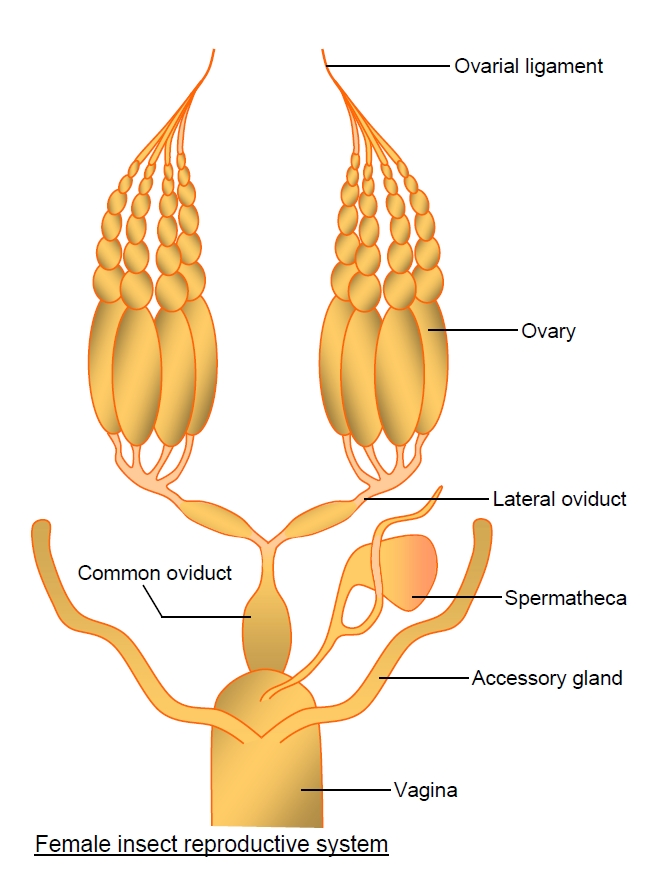 Ovarial ligament
Ovary
Lateral oviduct
Common oviduct
Spermatheca
Accessory gland
Vagina
Female insect reproductive system